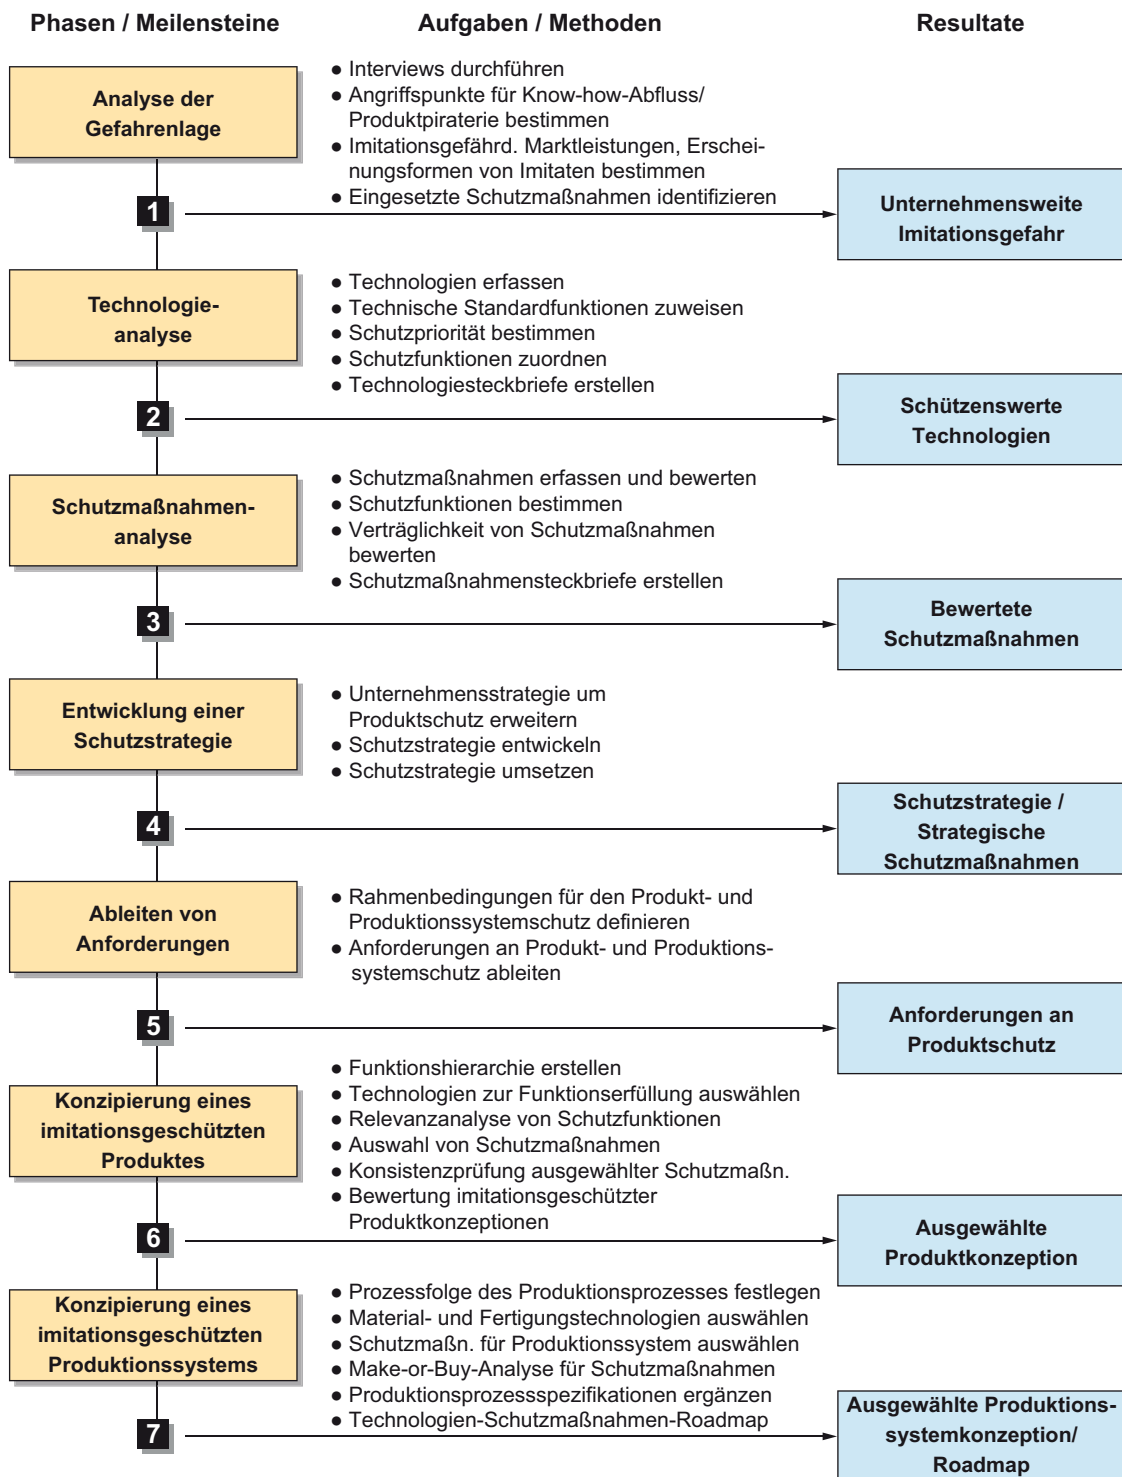 Phasen / Meilensteine
Aufgaben / Methoden
Resultate
Analyse der
Gefahrenlage
● Interviews durchführen
● Angriffspunkte für Know-how-Abfluss/
Produktpiraterie bestimmen
● Imitationsgefährd. Marktleistungen, Erschei-
nungsformen von Imitaten bestimmen
● Eingesetzte Schutzmaßnahmen identifizieren
1
Unternehmensweite
Imitationsgefahr
Technologie-
analyse
● Technologien erfassen
● Technische Standardfunktionen zuweisen
● Schutzpriorität bestimmen
● Schutzfunktionen zuordnen
● Technologiesteckbriefe erstellen
2
Schützenswerte
Technologien
Schutzmaßnahmen-
analyse
● Schutzmaßnahmen erfassen und bewerten
● Schutzfunktionen bestimmen
● Verträglichkeit von Schutzmaßnahmen
bewerten
● Schutzmaßnahmensteckbriefe erstellen
3
Bewertete
Schutzmaßnahmen
Entwicklung einer
Schutzstrategie
● Unternehmensstrategie um
Produktschutz erweitern
● Schutzstrategie entwickeln
● Schutzstrategie umsetzen
4
Schutzstrategie /
Strategische
Schutzmaßnahmen
Ableiten von
Anforderungen
● Rahmenbedingungen für den Produkt- und
Produktionssystemschutz definieren
● Anforderungen an Produkt- und Produktions-
systemschutz ableiten
5
Anforderungen an
Produktschutz
Konzipierung eines
imitationsgeschützten
Produktes
● Funktionshierarchie erstellen
● Technologien zur Funktionserfüllung auswählen
● Relevanzanalyse von Schutzfunktionen
● Auswahl von Schutzmaßnahmen
● Konsistenzprüfung ausgewählter Schutzmaßn.
● Bewertung imitationsgeschützter
Produktkonzeptionen
6
Ausgewählte
Produktkonzeption
Konzipierung eines
imitationsgeschützten
Produktionssystems
● Prozessfolge des Produktionsprozesses festlegen
● Material- und Fertigungstechnologien auswählen
● Schutzmaßn. für Produktionssystem auswählen
● Make-or-Buy-Analyse für Schutzmaßnahmen
● Produktionsprozessspezifikationen ergänzen
● Technologien-Schutzmaßnahmen-Roadmap
7
Ausgewählte Produktions-
systemkonzeption/
Roadmap